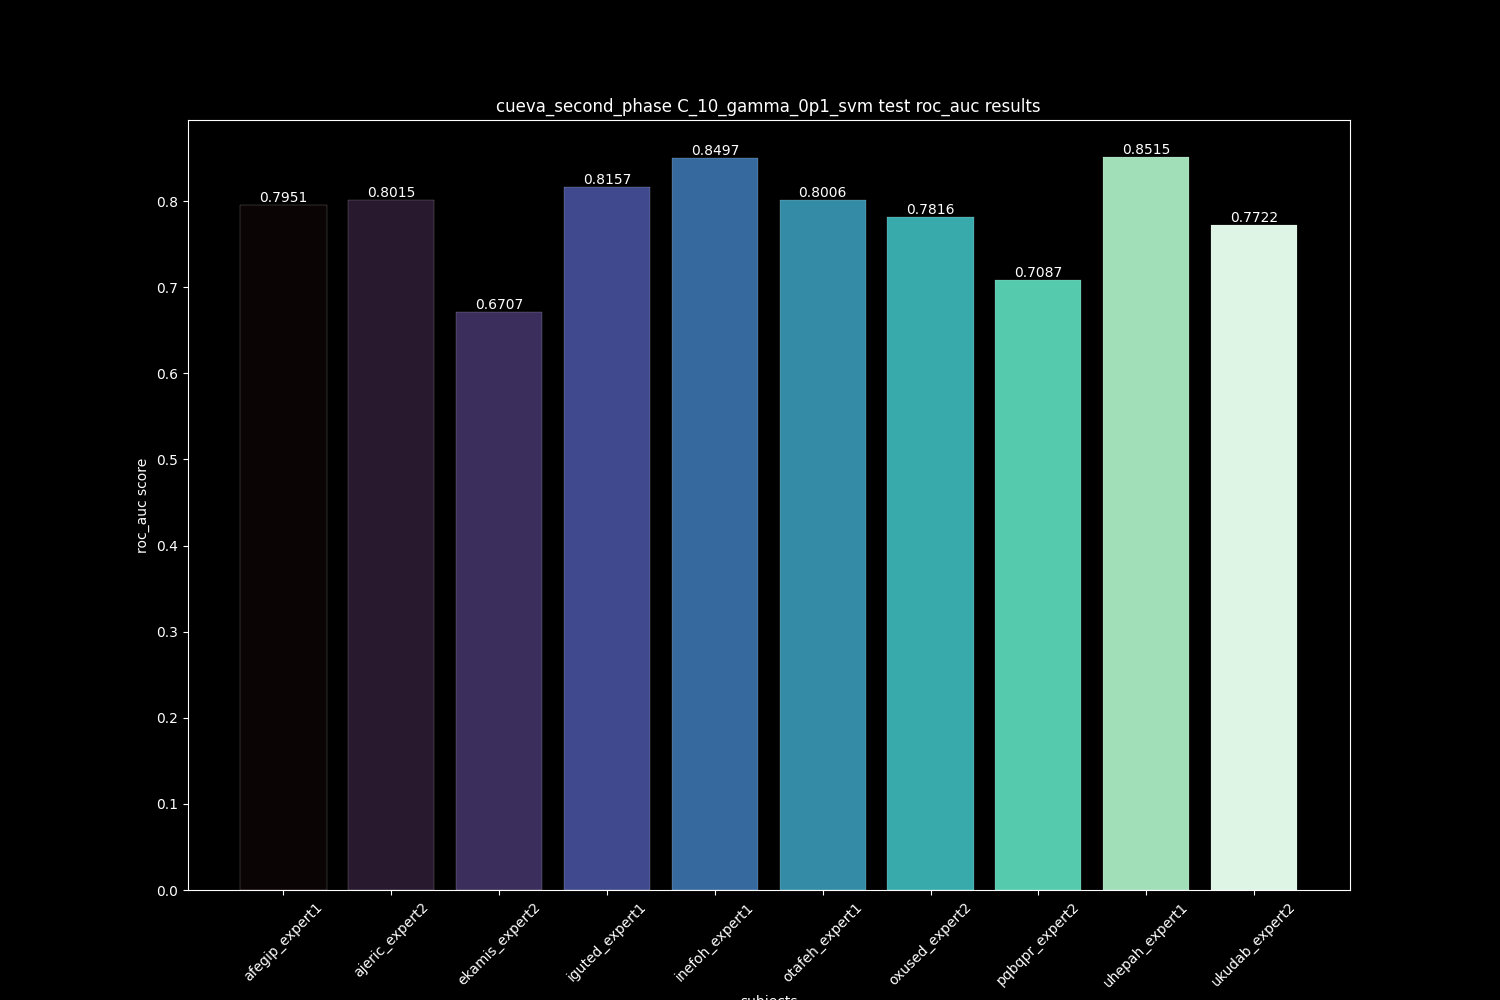 cueva_second_phase C_10_gamma_0p1_svm test roc_auc results
0.7951
0.8015
0.6707
0.8157
0.8497
0.8006
0.7816
0.7087
0.8515
0.7722
0.8
0.7
0.6
0.5
0.4
0.3
0.2
0.1
0.0
roc_auc score
afegip_expert1
ajeric_expert2
ekamis_expert2
iguted_expert1
inefoh_expert1
otafeh_expert1
oxused_expert2
pqbqpr_expert2
uhepah_expert1
ukudab_expert2
subjects